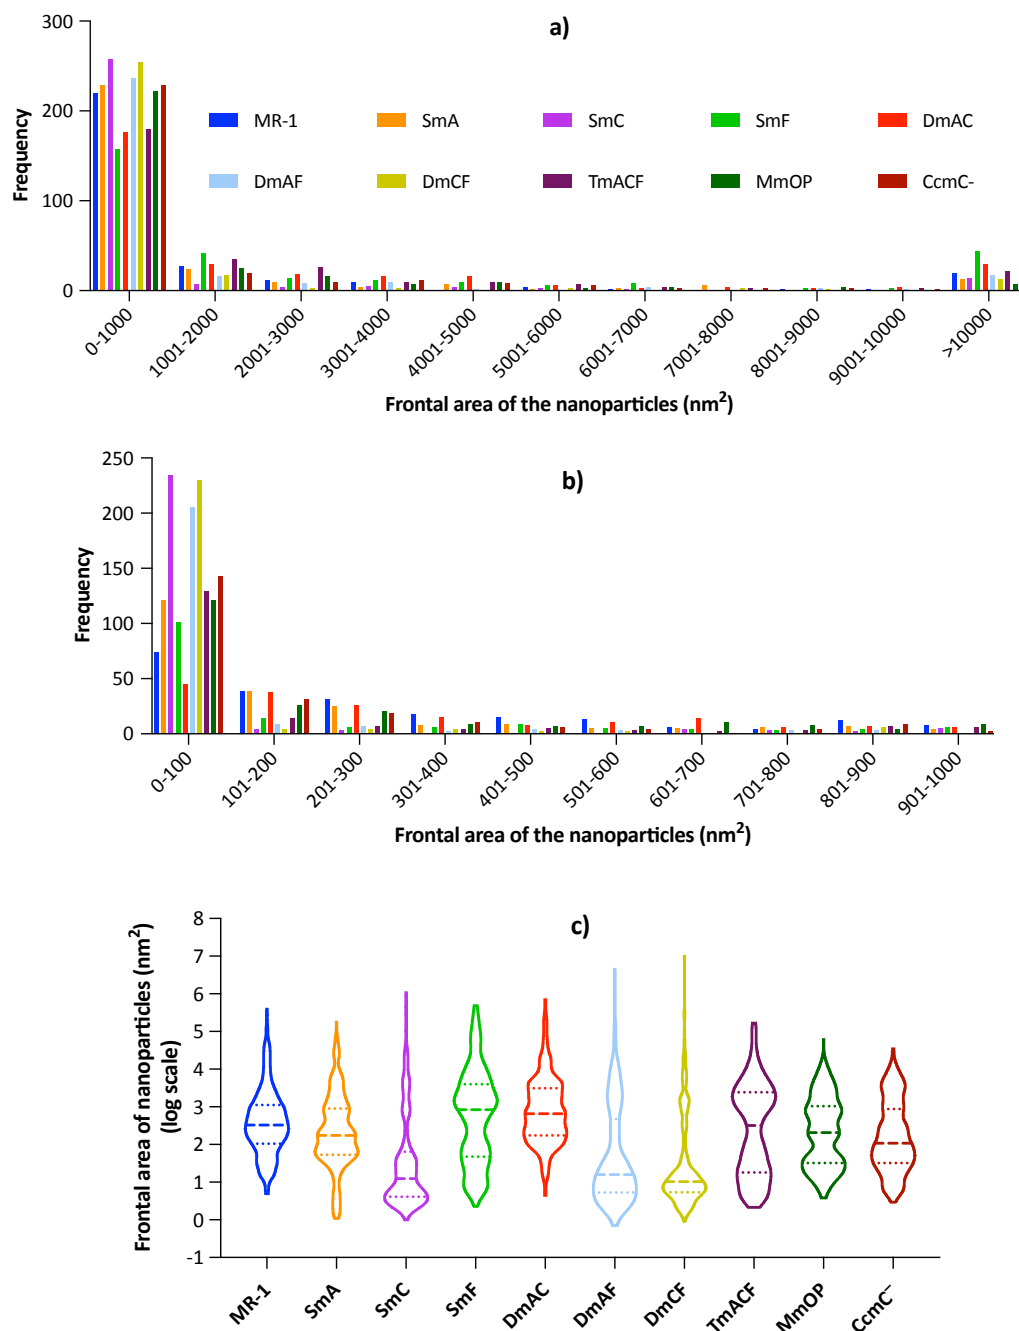 a)
300
200
100
0
Frequency
MR-1 SmA SmC SmF DmAC
DmAF DmCF TmACF MmOP CcmC-
0-1000 1001-2000 2001-3000 3001-4000 4001-5000 5001-6000 6001-7000 7001-8000 8001-9000 9001-10000 >10000
Frontal area of the nanoparticles (nm²)
b)
250
200
150
100
50
0
Frequency
0-100 101-200 201-300 301-400 401-500 501-600 601-700 701-800 801-900 901-1000
Frontal area of the nanoparticles (nm²)
c)
8
7
6
5
4
3
2
1
0
-1
Frontal area of nanoparticles (nm²)
(log scale)
MR-1 SmA SmC SmF DmAC DmAF DmCF TmACF MmOP CcmC⁻